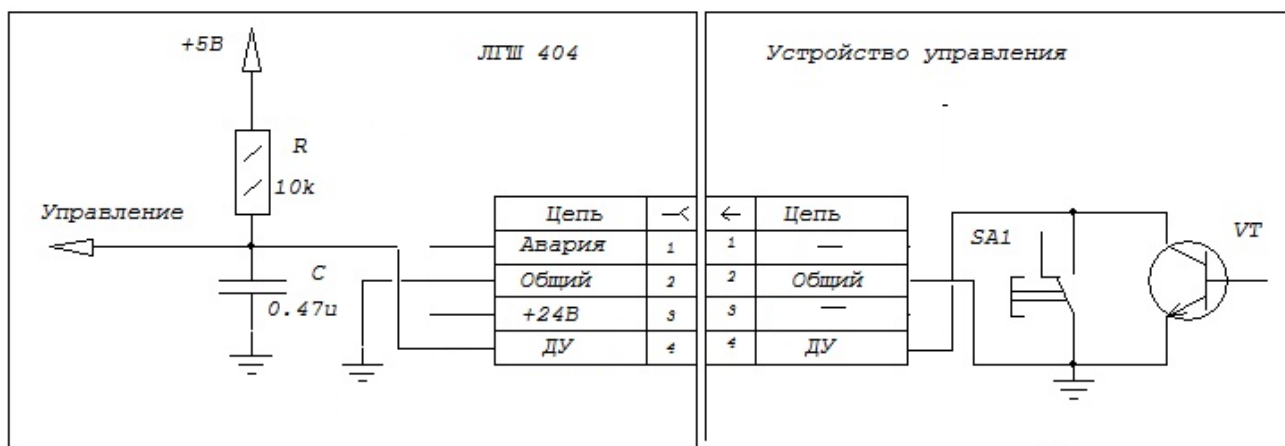 +5В
ЛГШ 404
Устройство управления
R
10k
Управление
Цепь
Цепь
Авария 1
1 —
SA1
VT
Общий 2
2 Общий
C
0.47u
+24В 3
3 —
ДУ 4
4 ДУ